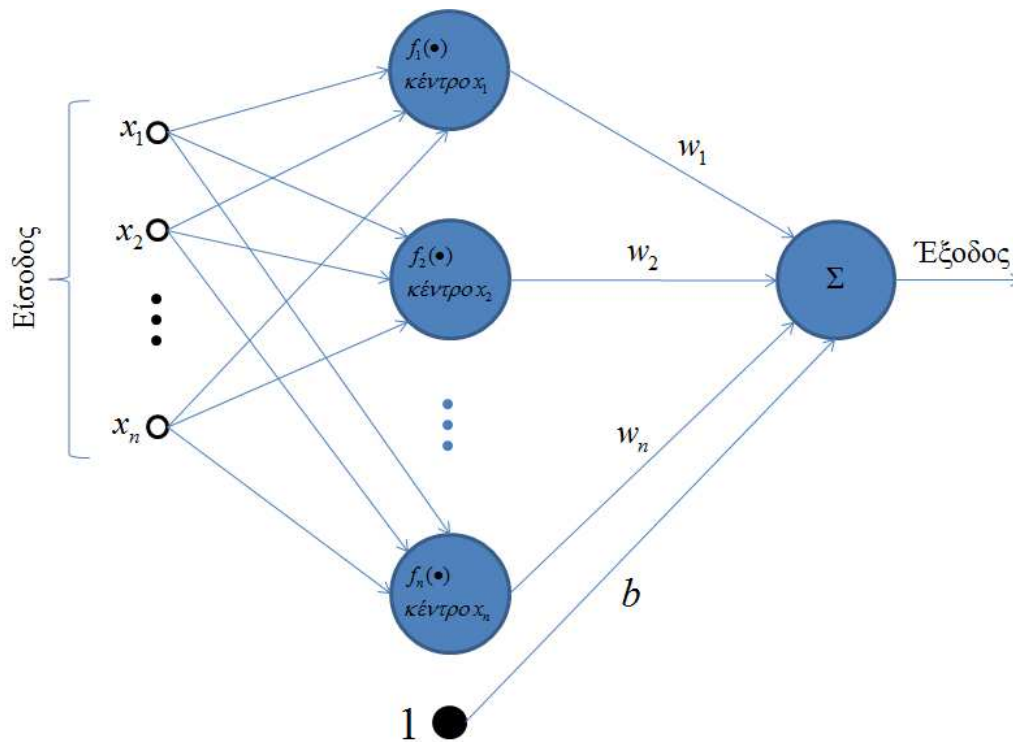 Είσοδος
x₁
x₂
xₙ
f₁(•)
κέντρο x₁
f₂(•)
κέντρο x₂
fₙ(•)
κέντρο xₙ
1
w₁
w₂
wₙ
b
Σ
Έξοδος